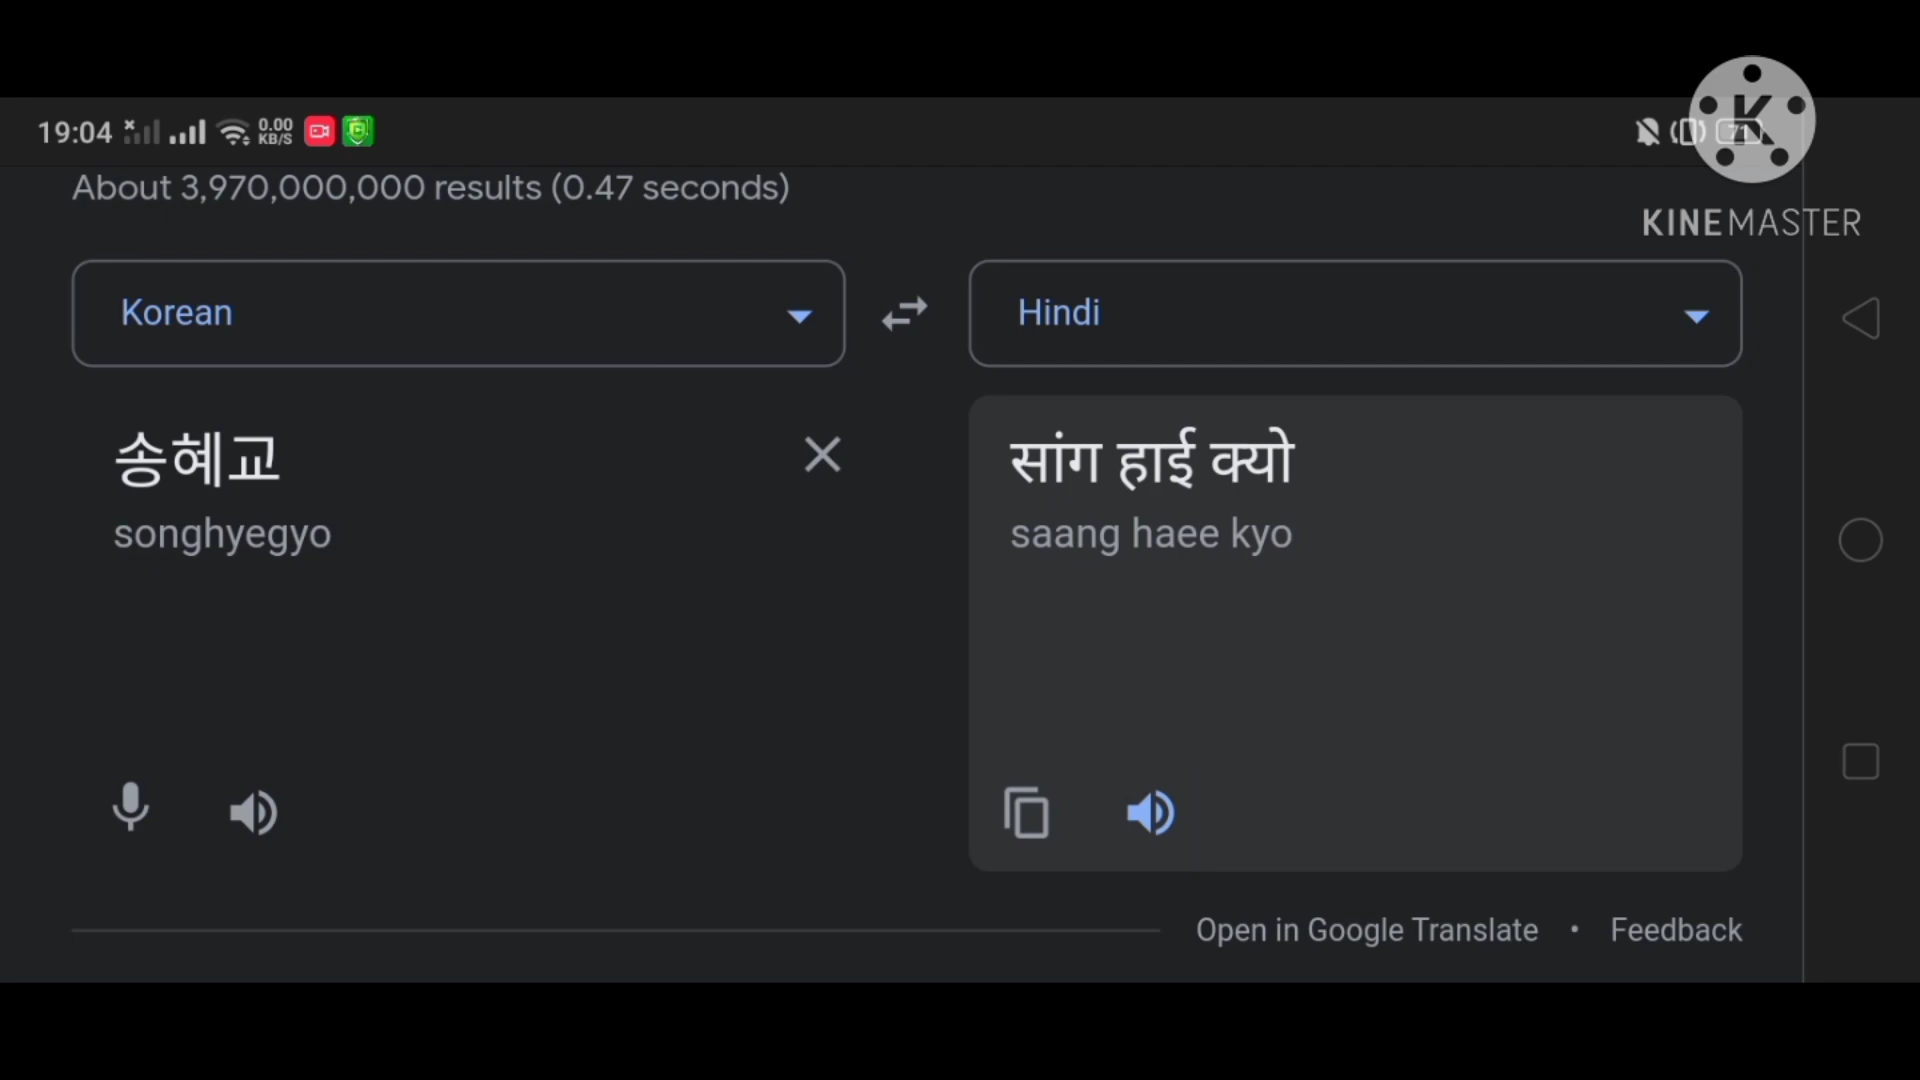 19:04 0.00 KB/S 71
About 3,970,000,000 results (0.47 seconds)
KINEMASTER
Korean Hindi
송혜교 सांग हाई क्यो
songhyegyo saang haee kyo
Open in Google Translate • Feedback